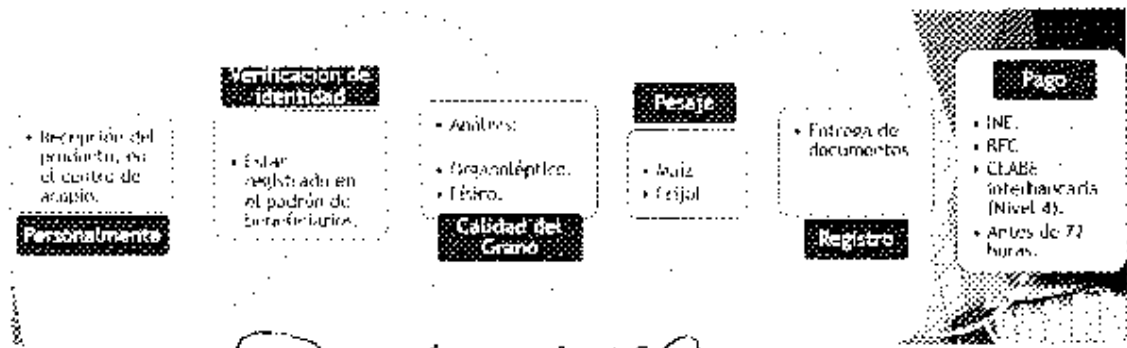 • Recepción del
producto, en
el centro de
acopio.
Personalmente
Verificación de
identidad
• Estar
registrado en
el padrón de
beneficiarios.
• Análisis:
• Organoléptico.
• Físico.
Calidad del
Grano
Pesaje
• Maíz
• Frijol
• Entrega de
documentos
Registro
Pago
• INE.
• RFC.
• CLABE
interbancaria
(Nivel 4).
• Antes de 72
horas.